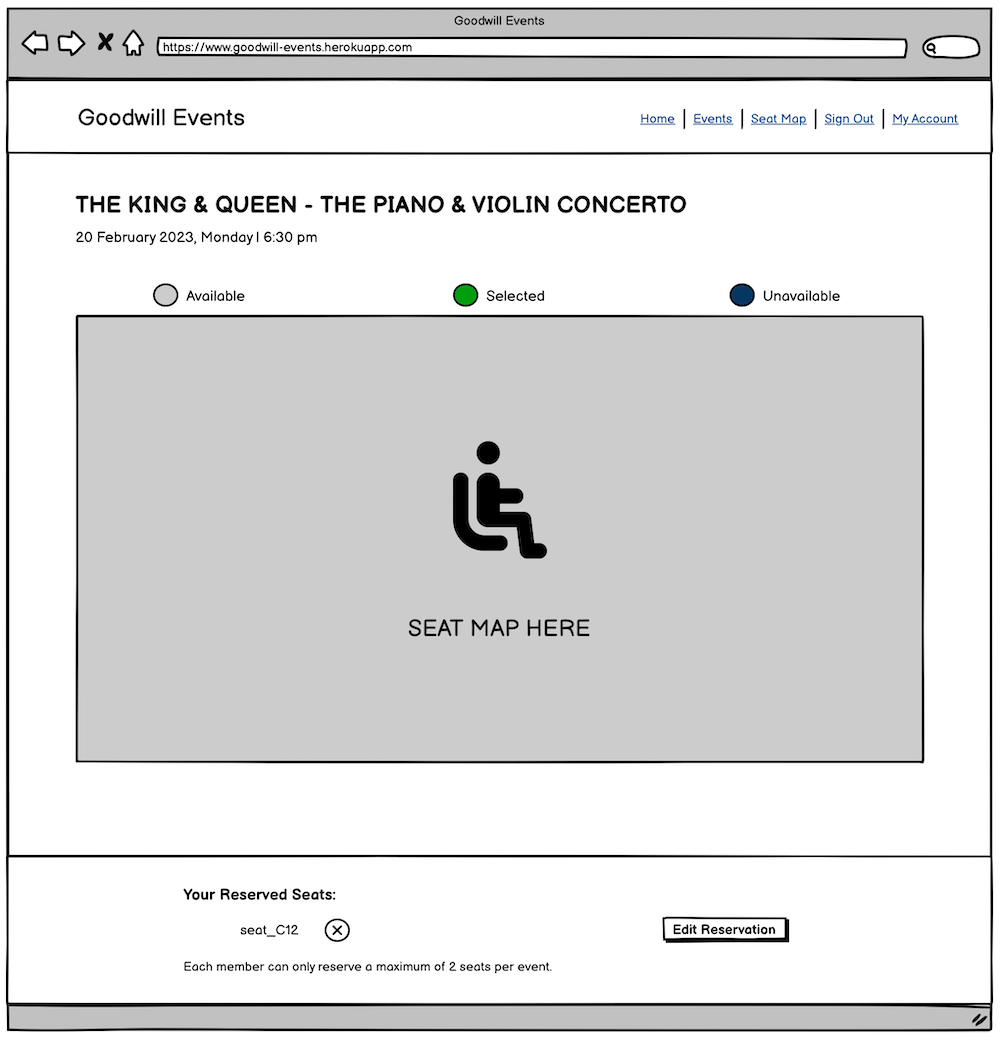 Goodwill Events
https://www.goodwill-events.herokuapp.com
Goodwill Events
Home | Events | Seat Map | Sign Out | My Account
THE KING & QUEEN - THE PIANO & VIOLIN CONCERTO
20 February 2023, Monday | 6:30 pm
Available Selected Unavailable
SEAT MAP HERE
Your Reserved Seats:
seat_C12
Edit Reservation
Each member can only reserve a maximum of 2 seats per event.